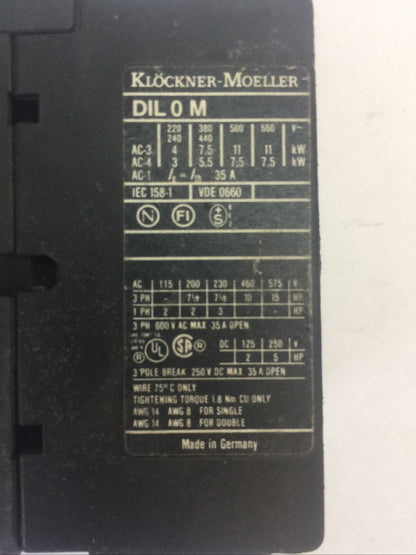 KLÖCKNER-MOELLER
DIL 0 M
220 380 500 660 V~
240 440
AC-3 4 7,5 11 11 kW
AC-4 3 5,5 7,5 7,5 kW
AC-1 Ie = Ith 35 A
IEC 158-1 VDE 0660
N FI +S
AC 115 200 230 460 575 V
3 PH - 7½ 7½ 10 15 HP
1 PH 2 2 3 - - HP
3 PH 600 V AC MAX 35 A OPEN
LISTED UL ® SA ® DC 125 250 V
2 5 HP
3 POLE BREAK 250 V DC MAX 35 A OPEN
WIRE 75° C ONLY
TIGHTENING TORQUE 1.8 Nm CU ONLY
AWG 14 AWG 8 FOR SINGLE
AWG 14 AWG 8 FOR DOUBLE
Made in Germany